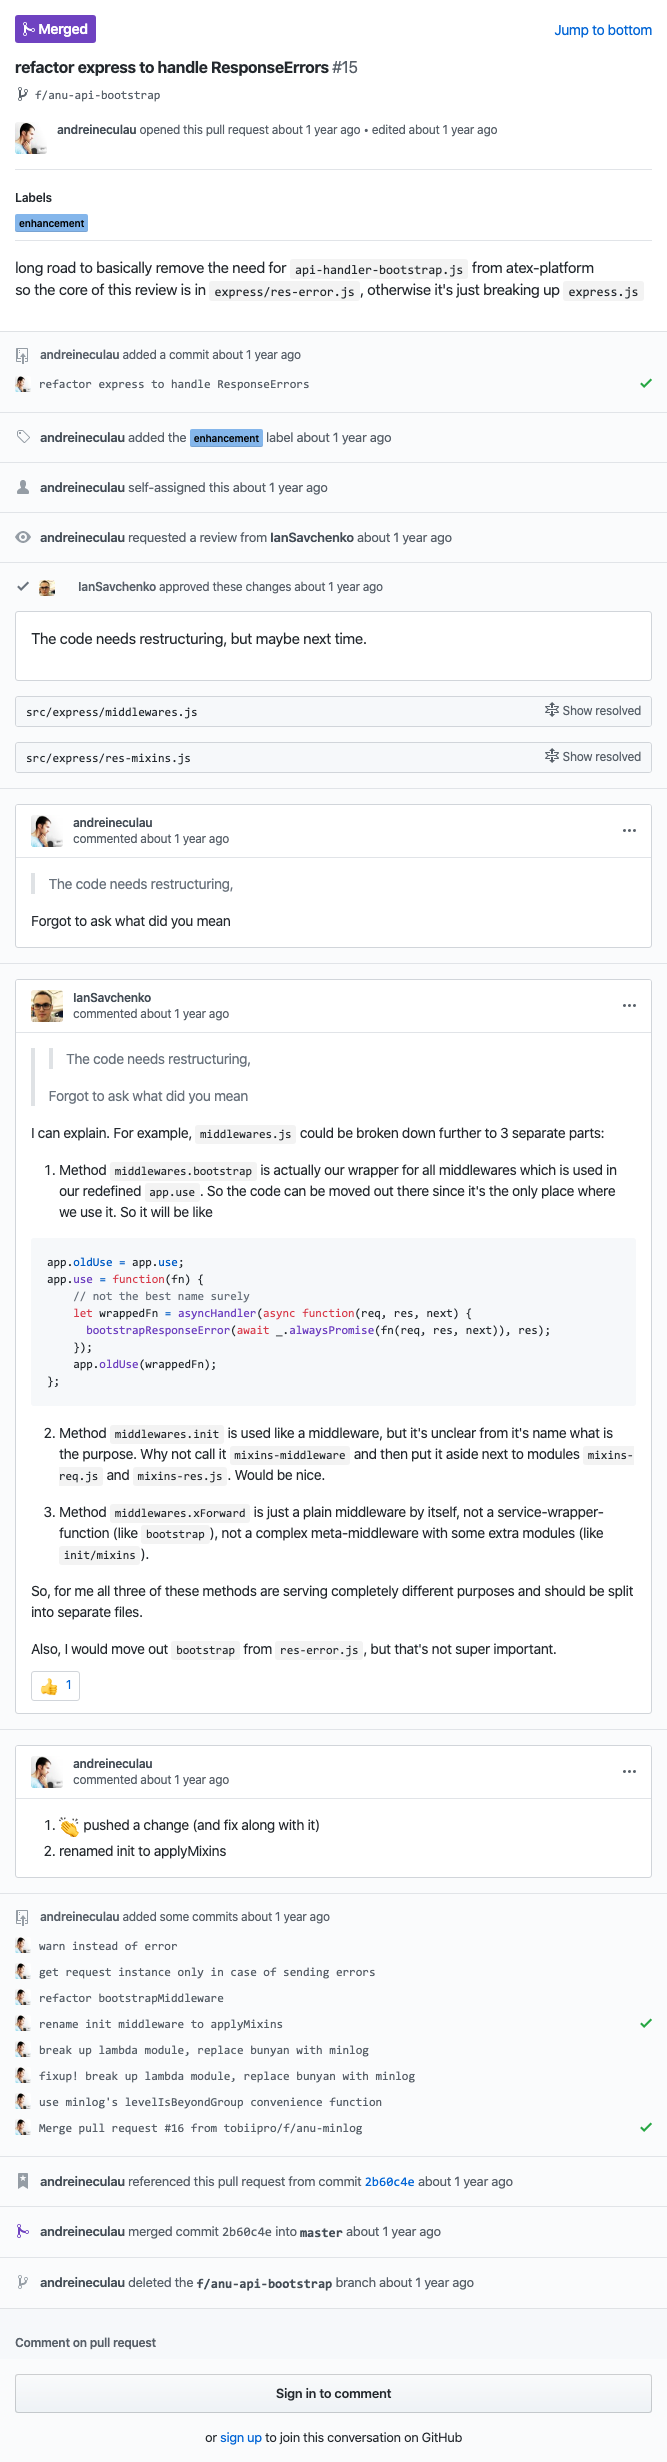 Merged
Jump to bottom
refactor express to handle ResponseErrors #15
f/anu-api-bootstrap
andreineculau opened this pull request about 1 year ago • edited about 1 year ago
Labels
enhancement
long road to basically remove the need for api-handler-bootstrap.js from atex-platform
so the core of this review is in express/res-error.js , otherwise it's just breaking up express.js
andreineculau added a commit about 1 year ago
refactor express to handle ResponseErrors
andreineculau added the enhancement label about 1 year ago
andreineculau self-assigned this about 1 year ago
andreineculau requested a review from IanSavchenko about 1 year ago
IanSavchenko approved these changes about 1 year ago
The code needs restructuring, but maybe next time.
src/express/middlewares.js Show resolved
src/express/res-mixins.js Show resolved
andreineculau
commented about 1 year ago
The code needs restructuring,
Forgot to ask what did you mean
IanSavchenko
commented about 1 year ago
The code needs restructuring,
Forgot to ask what did you mean
I can explain. For example, middlewares.js could be broken down further to 3 separate parts:
1. Method middlewares.bootstrap is actually our wrapper for all middlewares which is used in
our redefined app.use . So the code can be moved out there since it's the only place where
we use it. So it will be like
app.oldUse = app.use;
app.use = function(fn) {
// not the best name surely
let wrappedFn = asyncHandler(async function(req, res, next) {
bootstrapResponseError(await _.alwaysPromise(fn(req, res, next)), res);
});
app.oldUse(wrappedFn);
};
2. Method middlewares.init is used like a middleware, but it's unclear from it's name what is
the purpose. Why not call it mixins-middleware and then put it aside next to modules mixins-
req.js and mixins-res.js . Would be nice.
3. Method middlewares.xForward is just a plain middleware by itself, not a service-wrapper-
function (like bootstrap ), not a complex meta-middleware with some extra modules (like
init/mixins ).
So, for me all three of these methods are serving completely different purposes and should be split
into separate files.
Also, I would move out bootstrap from res-error.js , but that's not super important.
👍 1
andreineculau
commented about 1 year ago
1. 👏 pushed a change (and fix along with it)
2. renamed init to applyMixins
andreineculau added some commits about 1 year ago
warn instead of error
get request instance only in case of sending errors
refactor bootstrapMiddleware
rename init middleware to applyMixins
break up lambda module, replace bunyan with minlog
fixup! break up lambda module, replace bunyan with minlog
use minlog's levelIsBeyondGroup convenience function
Merge pull request #16 from tobiipro/f/anu-minlog
andreineculau referenced this pull request from commit 2b60c4e about 1 year ago
andreineculau merged commit 2b60c4e into master about 1 year ago
andreineculau deleted the f/anu-api-bootstrap branch about 1 year ago
Comment on pull request
Sign in to comment
or sign up to join this conversation on GitHub